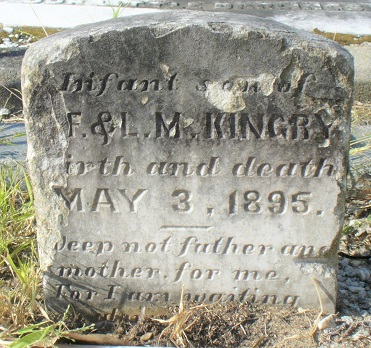 Infant son of
F. & L. M. KINGRY
irth and death
MAY 3, 1895.
eep not father and
mother, for me,
For I am waiting